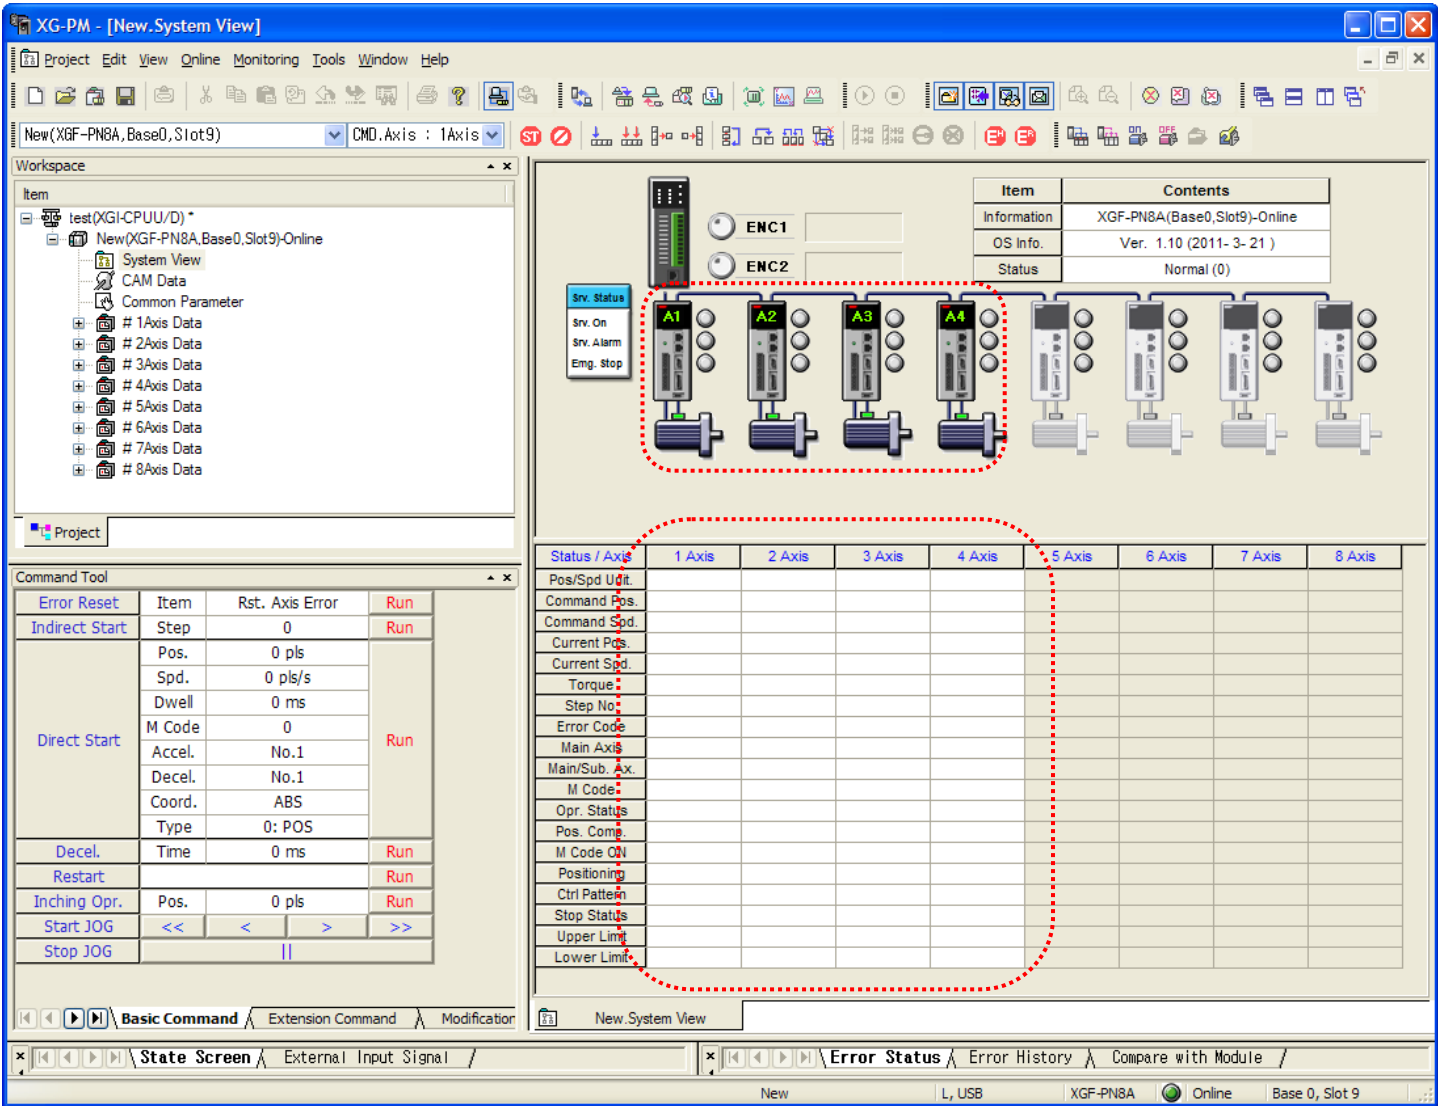 XG-PM - [New.System View]
Project Edit View Online Monitoring Tools Window Help
New(XGF-PN8A,Base0,Slot9) CMD.Axis : 1Axis
Workspace
Item
test(XGI-CPUU/D) *
New(XGF-PN8A,Base0,Slot9)-Online
System View
CAM Data
Common Parameter
# 1Axis Data
# 2Axis Data
# 3Axis Data
# 4Axis Data
# 5Axis Data
# 6Axis Data
# 7Axis Data
# 8Axis Data
Project
Command Tool
Error Reset Item Rst. Axis Error Run
Indirect Start Step 0 Run
Direct Start Pos. 0 pls Run
Spd. 0 pls/s
Dwell 0 ms
M Code 0
Accel. No.1
Decel. No.1
Coord. ABS
Type 0: POS
Decel. Time 0 ms Run
Restart Run
Inching Opr. Pos. 0 pls Run
Start JOG << < > >>
Stop JOG ||
Basic Command Extension Command Modification
ENC1
ENC2
Item Contents
Information XGF-PN8A(Base0,Slot9)-Online
OS Info. Ver. 1.10 (2011- 3- 21 )
Status Normal (0)
Srv. Status
Srv. On
Srv. Alarm
Emg. Stop
A1 A2 A3 A4
Status / Axis 1 Axis 2 Axis 3 Axis 4 Axis 5 Axis 6 Axis 7 Axis 8 Axis
Pos/Spd Unit.
Command Pos.
Command Spd.
Current Pos.
Current Spd.
Torque
Step No
Error Code
Main Axis
Main/Sub. Ax.
M Code
Opr. Status
Pos. Comp.
M Code ON
Positioning
Ctrl Pattern
Stop Status
Upper Limit
Lower Limit
New.System View
State Screen External Input Signal
Error Status Error History Compare with Module
New L, USB XGF-PN8A Online Base 0, Slot 9